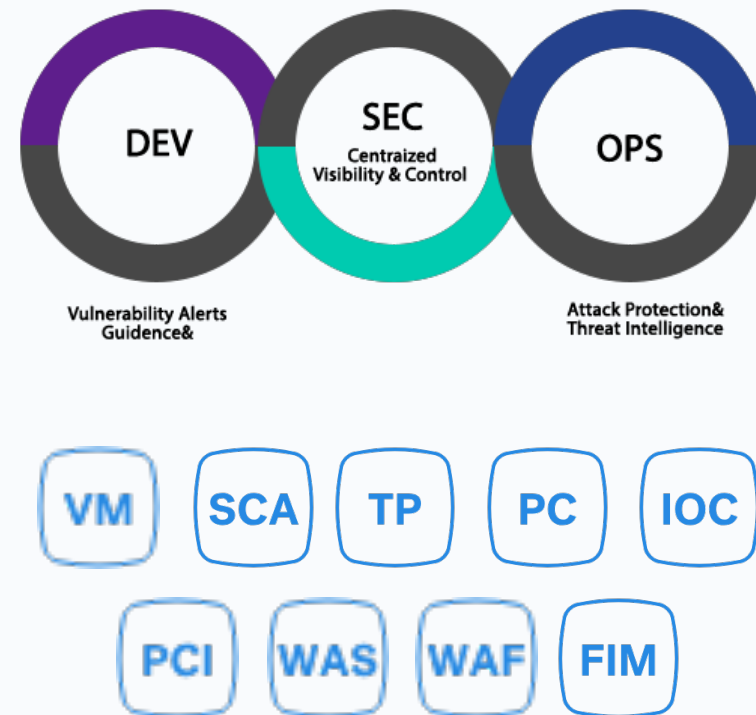 DEV
SEC
Centraized
Visibility & Control
OPS
Vulnerability Alerts
Guidence&
Attack Protection&
Threat Intelligence
VM
SCA
TP
PC
IOC
PCI
WAS
WAF
FIM